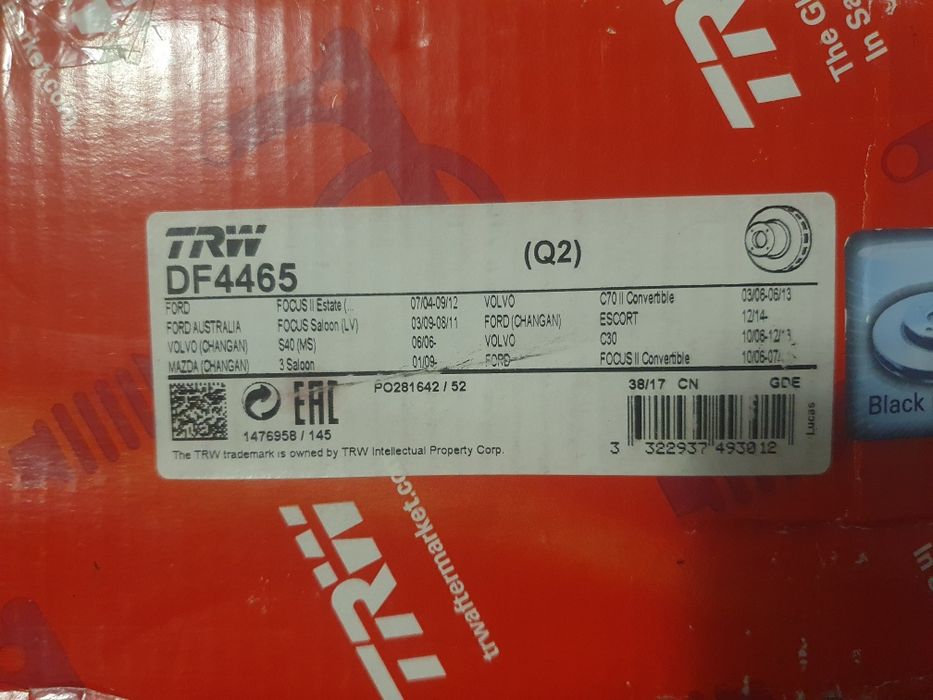 rket.com
TRW
The Gl
In Sa
TRW
DF4465
(Q2)
FORD FOCUS II Estate (... 07/04-09/12 VOLVO C70 II Convertible 03/06-06/13
FORD AUSTRALIA FOCUS Saloon (LV) 03/09-08/11 FORD (CHANGAN) ESCORT 12/14-
VOLVO (CHANGAN) S40 (MS) 06/06- VOLVO C30
MAZDA (CHANGAN) 3 Saloon 01/09- FORD FOCUS II Convertible
EAC
PO281642 / 52
38/17 CN GDE
1476958 / 145
3 322937 493012
Lucas
The TRW trademark is owned by TRW Intellectual Property Corp.
Black
TRW
trwaftermarket.com